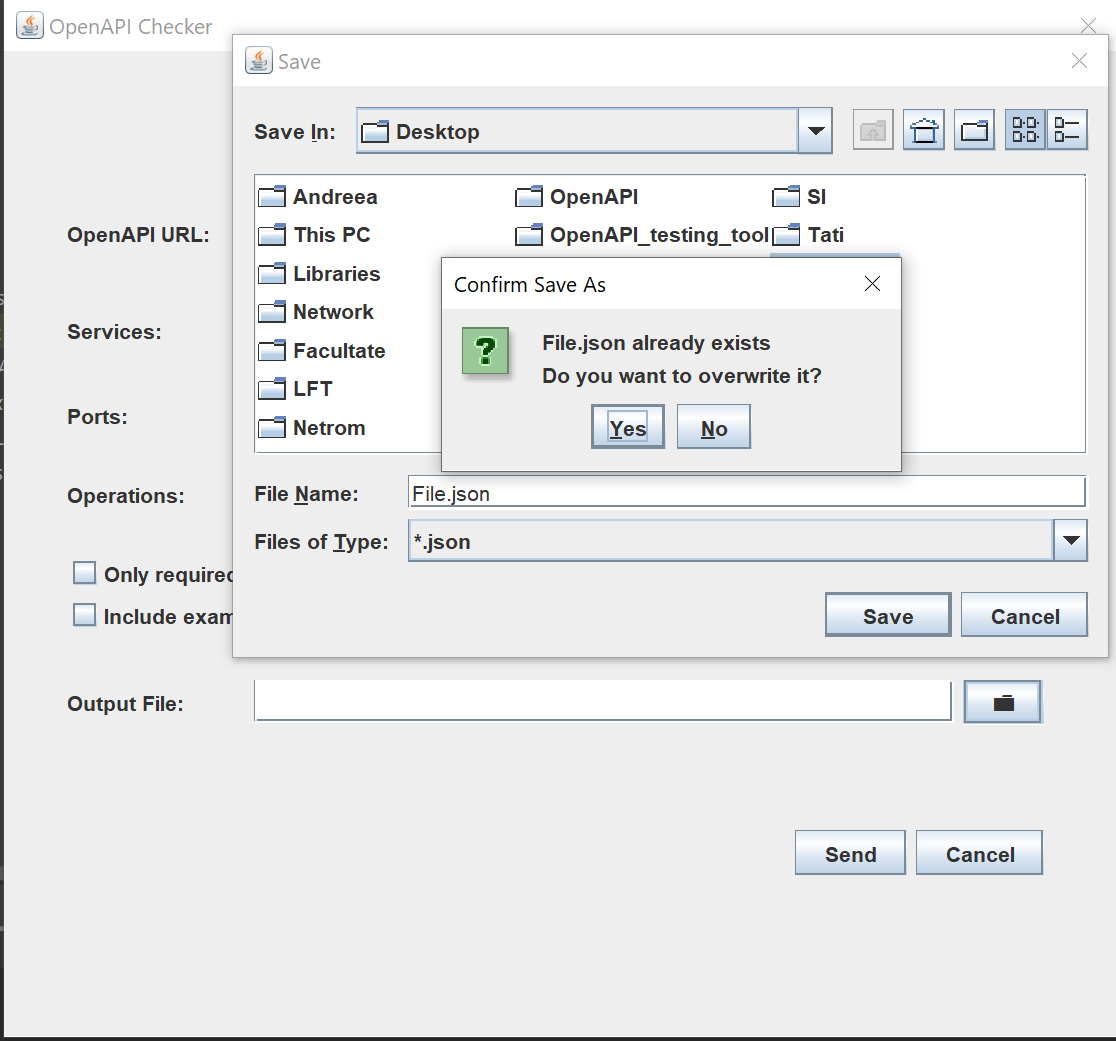 OpenAPI Checker
Save
Save In:
Desktop
Andreea
OpenAPI
SI
This PC
OpenAPI_testing_tool
Tati
Libraries
Network
Facultate
LFT
Netrom
Confirm Save As
File.json already exists
Do you want to overwrite it?
Yes
No
File Name:
File.json
Files of Type:
*.json
Save
Cancel
OpenAPI URL:
Services:
Ports:
Operations:
Only required
Include exam
Output File:
Send
Cancel